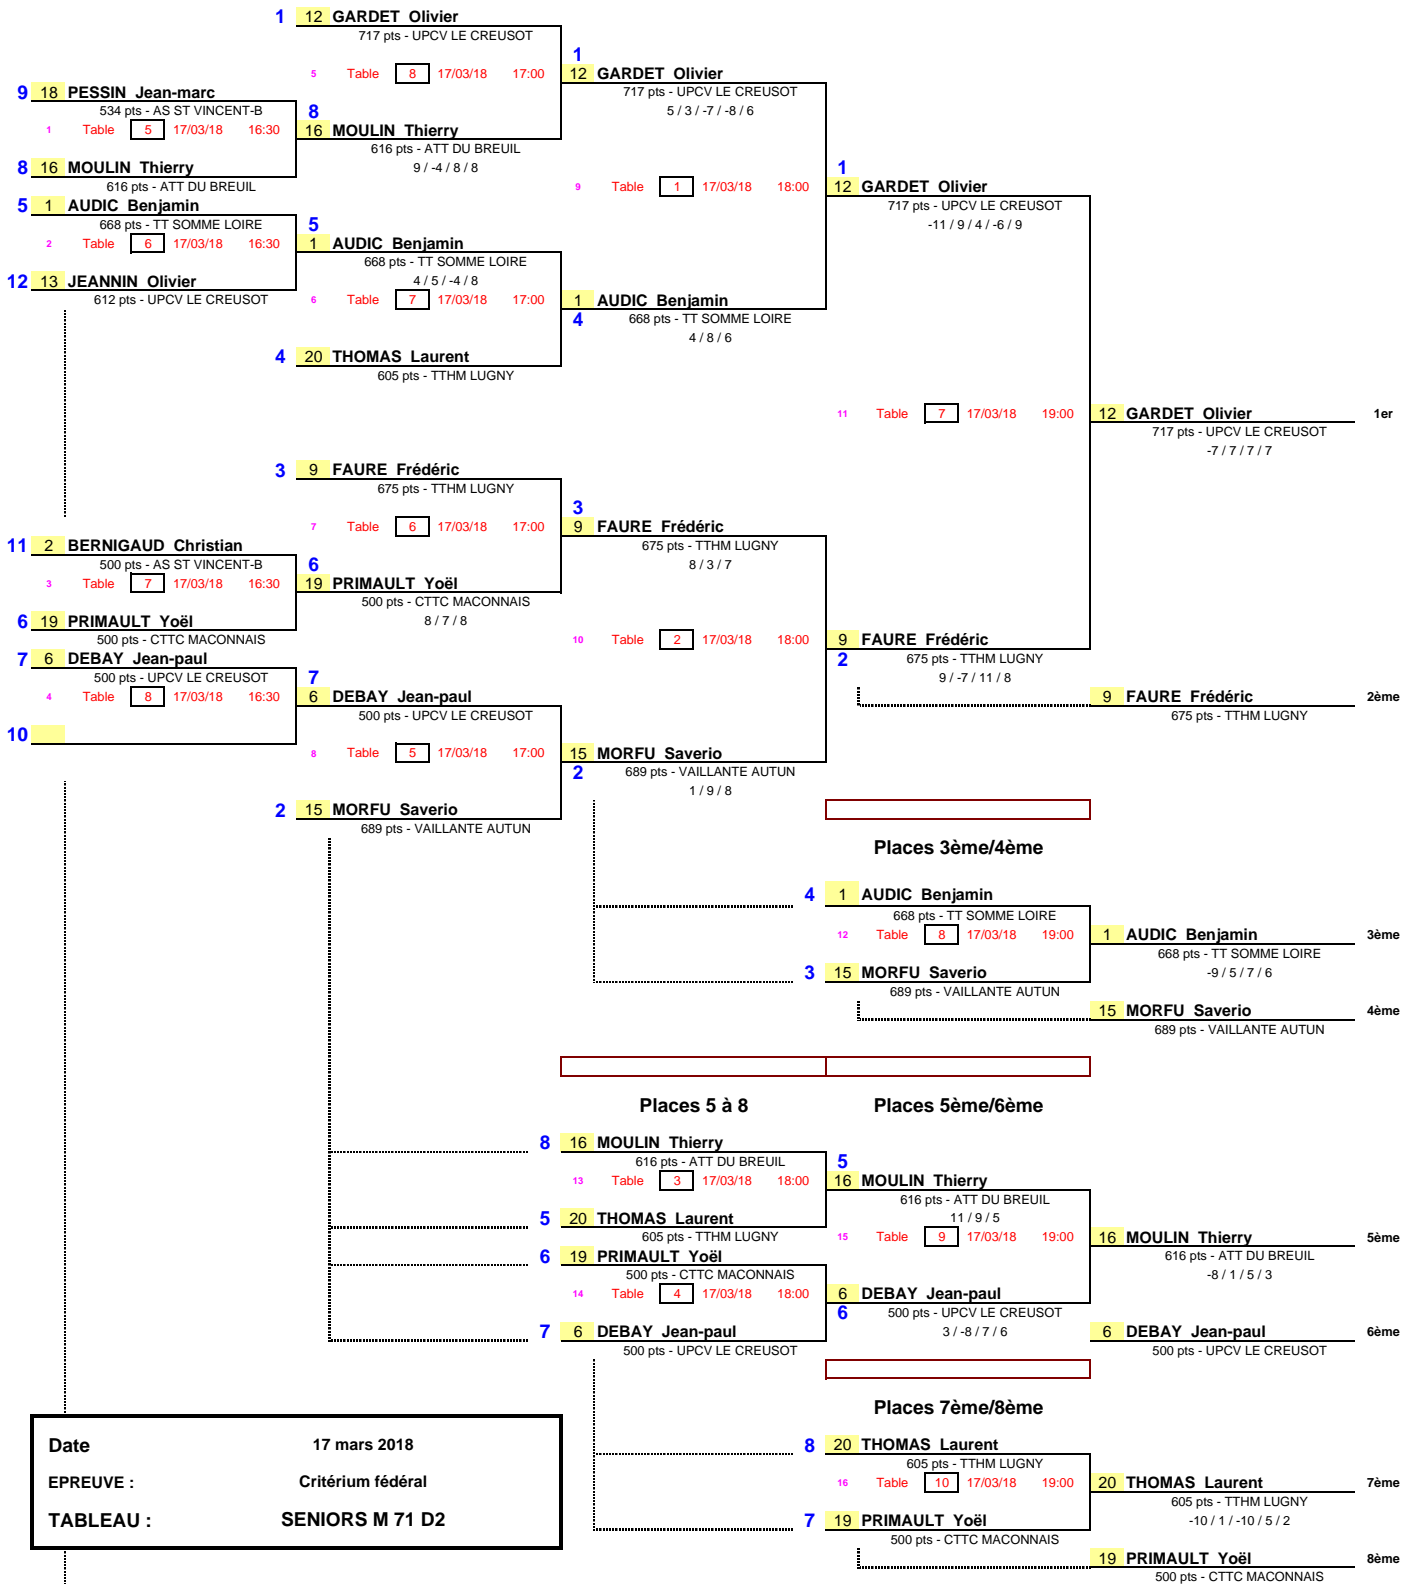 1 12 GARDET Olivier
717 pts - UPCV LE CREUSOT
1
5 Table 8 17/03/18 17:00 12 GARDET Olivier
717 pts - UPCV LE CREUSOT
9 18 PESSIN Jean-marc
534 pts - AS ST VINCENT-B 5 / 3 / -7 / -8 / 6
8
1 Table 5 17/03/18 16:30 16 MOULIN Thierry
616 pts - ATT DU BREUIL
8 16 MOULIN Thierry 9 / -4 / 8 / 8
1
616 pts - ATT DU BREUIL 9 Table 1 17/03/18 18:00 12 GARDET Olivier
5 1 AUDIC Benjamin 717 pts - UPCV LE CREUSOT
668 pts - TT SOMME LOIRE 5 -11 / 9 / 4 / -6 / 9
2 Table 6 17/03/18 16:30 1 AUDIC Benjamin
668 pts - TT SOMME LOIRE
12 13 JEANNIN Olivier 4 / 5 / -4 / 8
612 pts - UPCV LE CREUSOT 6 Table 7 17/03/18 17:00 1 AUDIC Benjamin
4 668 pts - TT SOMME LOIRE
4 / 8 / 6
4 20 THOMAS Laurent
605 pts - TTHM LUGNY
11 Table 7 17/03/18 19:00 12 GARDET Olivier 1er
717 pts - UPCV LE CREUSOT
-7 / 7 / 7 / 7
3 9 FAURE Frédéric
675 pts - TTHM LUGNY
3
7 Table 6 17/03/18 17:00 9 FAURE Frédéric
675 pts - TTHM LUGNY
11 2 BERNIGAUD Christian
500 pts - AS ST VINCENT-B 6 8 / 3 / 7
3 Table 7 17/03/18 16:30 19 PRIMAULT Yoël
500 pts - CTTC MACONNAIS
6 19 PRIMAULT Yoël 8 / 7 / 8
500 pts - CTTC MACONNAIS 10 Table 2 17/03/18 18:00 9 FAURE Frédéric
7 6 DEBAY Jean-paul 2 675 pts - TTHM LUGNY
500 pts - UPCV LE CREUSOT 7 9 / -7 / 11 / 8
4 Table 8 17/03/18 16:30 6 DEBAY Jean-paul 9 FAURE Frédéric 2ème
500 pts - UPCV LE CREUSOT 675 pts - TTHM LUGNY
10
8 Table 5 17/03/18 17:00 15 MORFU Saverio
2 689 pts - VAILLANTE AUTUN
1 / 9 / 8
2 15 MORFU Saverio
689 pts - VAILLANTE AUTUN
Places 3ème/4ème
4 1 AUDIC Benjamin
668 pts - TT SOMME LOIRE
12 Table 8 17/03/18 19:00 1 AUDIC Benjamin 3ème
668 pts - TT SOMME LOIRE
3 15 MORFU Saverio -9 / 5 / 7 / 6
689 pts - VAILLANTE AUTUN
15 MORFU Saverio 4ème
689 pts - VAILLANTE AUTUN
Places 5 à 8 Places 5ème/6ème
8 16 MOULIN Thierry
616 pts - ATT DU BREUIL 5
13 Table 3 17/03/18 18:00 16 MOULIN Thierry
616 pts - ATT DU BREUIL
5 20 THOMAS Laurent 11 / 9 / 5
605 pts - TTHM LUGNY 15 Table 9 17/03/18 19:00 16 MOULIN Thierry 5ème
6 19 PRIMAULT Yoël 616 pts - ATT DU BREUIL
500 pts - CTTC MACONNAIS -8 / 1 / 5 / 3
14 Table 4 17/03/18 18:00 6 DEBAY Jean-paul
6 500 pts - UPCV LE CREUSOT
7 6 DEBAY Jean-paul 3 / -8 / 7 / 6 6 DEBAY Jean-paul 6ème
500 pts - UPCV LE CREUSOT 500 pts - UPCV LE CREUSOT
Places 7ème/8ème
Date 17 mars 2018
8 20 THOMAS Laurent
605 pts - TTHM LUGNY
EPREUVE : Critérium fédéral
16 Table 10 17/03/18 19:00 20 THOMAS Laurent 7ème
605 pts - TTHM LUGNY
TABLEAU : SENIORS M 71 D2
7 19 PRIMAULT Yoël -10 / 1 / -10 / 5 / 2
500 pts - CTTC MACONNAIS
19 PRIMAULT Yoël 8ème
500 pts - CTTC MACONNAIS